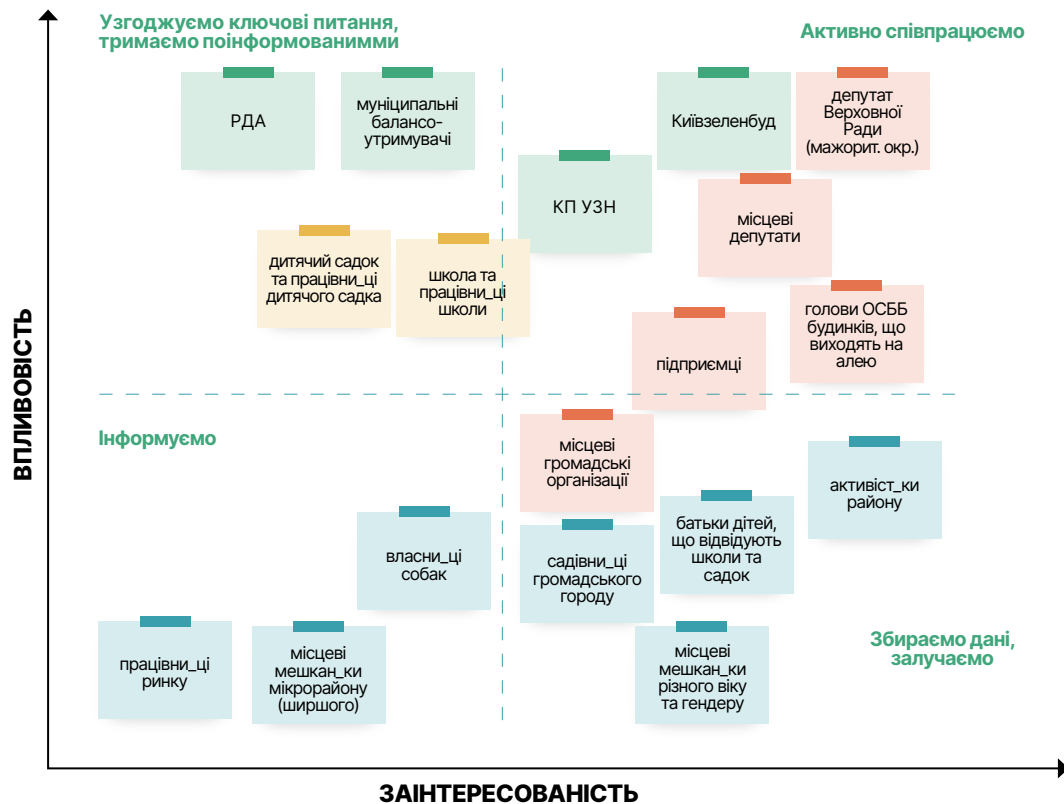 Узгоджуємо ключові питання,
тримаємо поінформованимми
Активно співпрацюємо
РДА
муніципальні
балансо-
утримувачі
Київзеленбуд
депутат
Верховної
Ради
(мажорит. окр.)
КП УЗН
місцеві
депутати
дитячий садок
та працівни_ці
дитячого садка
школа та
працівни_ці
школи
голови ОСББ
будинків, що
виходять на
алею
підприємці
ВПЛИВОВІСТЬ
Інформуємо
місцеві
громадські
організації
активіст_ки
району
власни_ці
собак
садівни_ці
громадського
городу
батьки дітей,
що відвідують
школи та
садок
працівни_ці
ринку
місцеві
мешкан_ки
мікрорайону
(ширшого)
місцеві
мешкан_ки
різного віку
та гендеру
Збираємо дані,
залучаємо
ЗАІНТЕРЕСОВАНІСТЬ